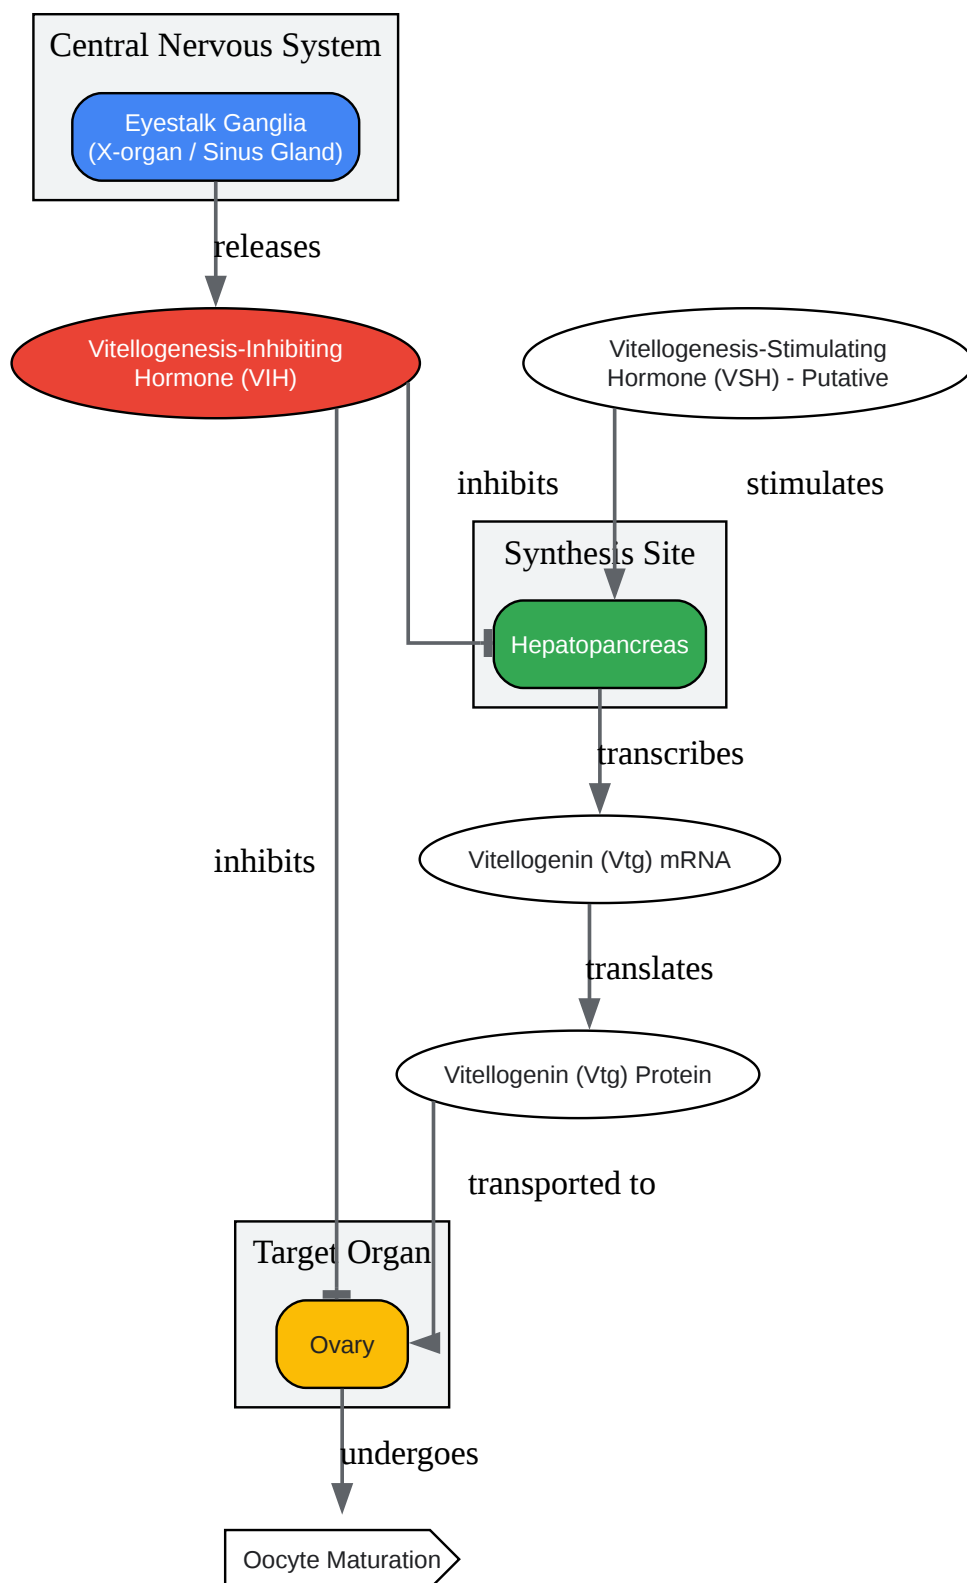 Central Nervous System
Eyestalk Ganglia
(X-organ / Sinus Gland)
releases
Vitellogenesis-Inhibiting
Hormone (VIH)
Vitellogenesis-Stimulating
Hormone (VSH) - Putative
inhibits
stimulates
Synthesis Site
Hepatopancreas
transcribes
Vitellogenin (Vtg) mRNA
inhibits
translates
Vitellogenin (Vtg) Protein
transported to
Target Organ
Ovary
undergoes
Oocyte Maturation